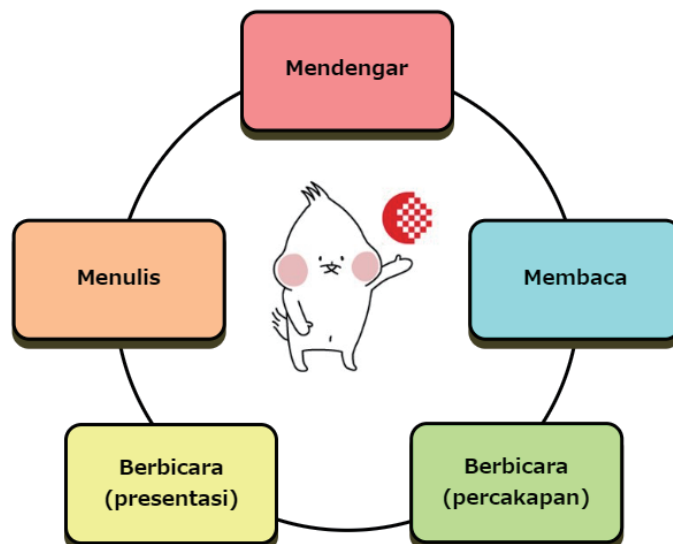 Mendengar
Menulis
Membaca
Berbicara
(presentasi)
Berbicara
(percakapan)